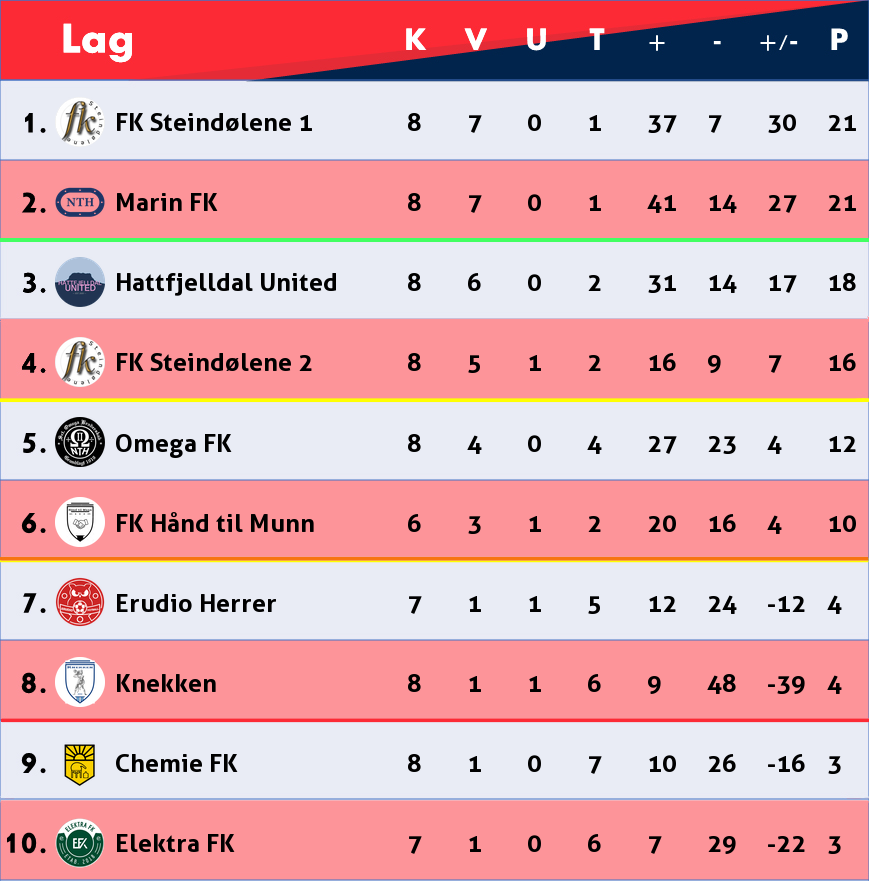 Lag K V U T + - +/- P
1. FK Steindølene 1 8 7 0 1 37 7 30 21
2. NTH Marin FK 8 7 0 1 41 14 27 21
3. HATTFJELLDAL UNITED Hattfjelldal United 8 6 0 2 31 14 17 18
4. FK Steindølene 2 8 5 1 2 16 9 7 16
5. Omega FK 8 4 0 4 27 23 4 12
6. FK Hånd til Munn 6 3 1 2 20 16 4 10
7. Erudio Herrer 7 1 1 5 12 24 -12 4
8. Knekken 8 1 1 6 9 48 -39 4
9. Chemie FK 8 1 0 7 10 26 -16 3
10. ELEKTRA FK EFK Elektra FK 7 1 0 6 7 29 -22 3